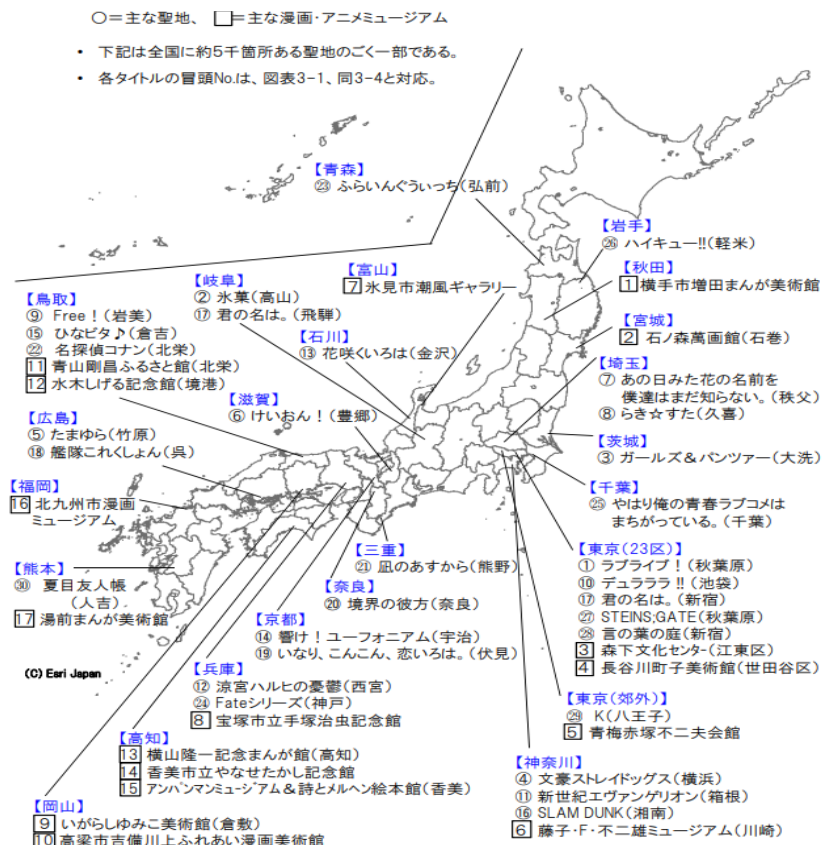 ○=主な聖地、 □=主な漫画・アニメミュージアム
• 下記は全国に約5千箇所ある聖地のごく一部である。
• 各タイトルの冒頭No.は、図表3-1、同3-4と対応。
【青森】
㉓ ふらいんぐうぃっち(弘前)
【岩手】
㉖ ハイキュー!!(軽米)
【秋田】
1 横手市増田まんが美術館
【宮城】
2 石ノ森萬画館(石巻)
【埼玉】
⑦ あの日みた花の名前を
僕達はまだ知らない。(秩父)
⑧ らき☆すた(久喜)
【茨城】
③ ガールズ&パンツァー(大洗)
【千葉】
㉕ やはり俺の青春ラブコメは
まちがっている。(千葉)
【東京(23区)】
① ラブライブ!(秋葉原)
⑩ デュラララ!!(池袋)
⑰ 君の名は。(新宿)
㉗ STEINS;GATE(秋葉原)
㉘ 言の葉の庭(新宿)
3 森下文化センター(江東区)
4 長谷川町子美術館(世田谷区)
【東京(郊外)】
㉙ K(八王子)
5 青梅赤塚不二夫会館
【神奈川】
④ 文豪ストレイドッグス(横浜)
⑪ 新世紀エヴァンゲリオン(箱根)
⑯ SLAM DUNK(湘南)
6 藤子・F・不二雄ミュージアム(川崎)
【富山】
7 氷見市潮風ギャラリー
【岐阜】
② 氷菓(高山)
⑰ 君の名は。(飛騨)
【石川】
⑬ 花咲くいろは(金沢)
【滋賀】
⑥ けいおん!(豊郷)
【鳥取】
⑨ Free!(岩美)
⑮ ひなビタ♪(倉吉)
㉒ 名探偵コナン(北栄)
11 青山剛昌ふるさと館(北栄)
12 水木しげる記念館(境港)
【広島】
⑤ たまゆら(竹原)
⑱ 艦隊これくしょん(呉)
【福岡】
16 北九州市漫画
ミュージアム
【熊本】
㉚ 夏目友人帳
(人吉)
17 湯前まんが美術館
【三重】
㉑ 凪のあすから(熊野)
【奈良】
⑳ 境界の彼方(奈良)
【京都】
⑭ 響け!ユーフォニアム(宇治)
⑲ いなり、こんこん、恋いろは。(伏見)
【兵庫】
⑫ 涼宮ハルヒの憂鬱(西宮)
㉔ Fateシリーズ(神戸)
8 宝塚市立手塚治虫記念館
【高知】
13 横山隆一記念まんが館(高知)
14 香美市立やなせたかし記念館
15 アンパンマンミュージアム&詩とメルヘン絵本館(香美)
【岡山】
9 いがらしゆみこ美術館(倉敷)
10 高梁市吉備川上ふれあい漫画美術館
(C) Esri Japan